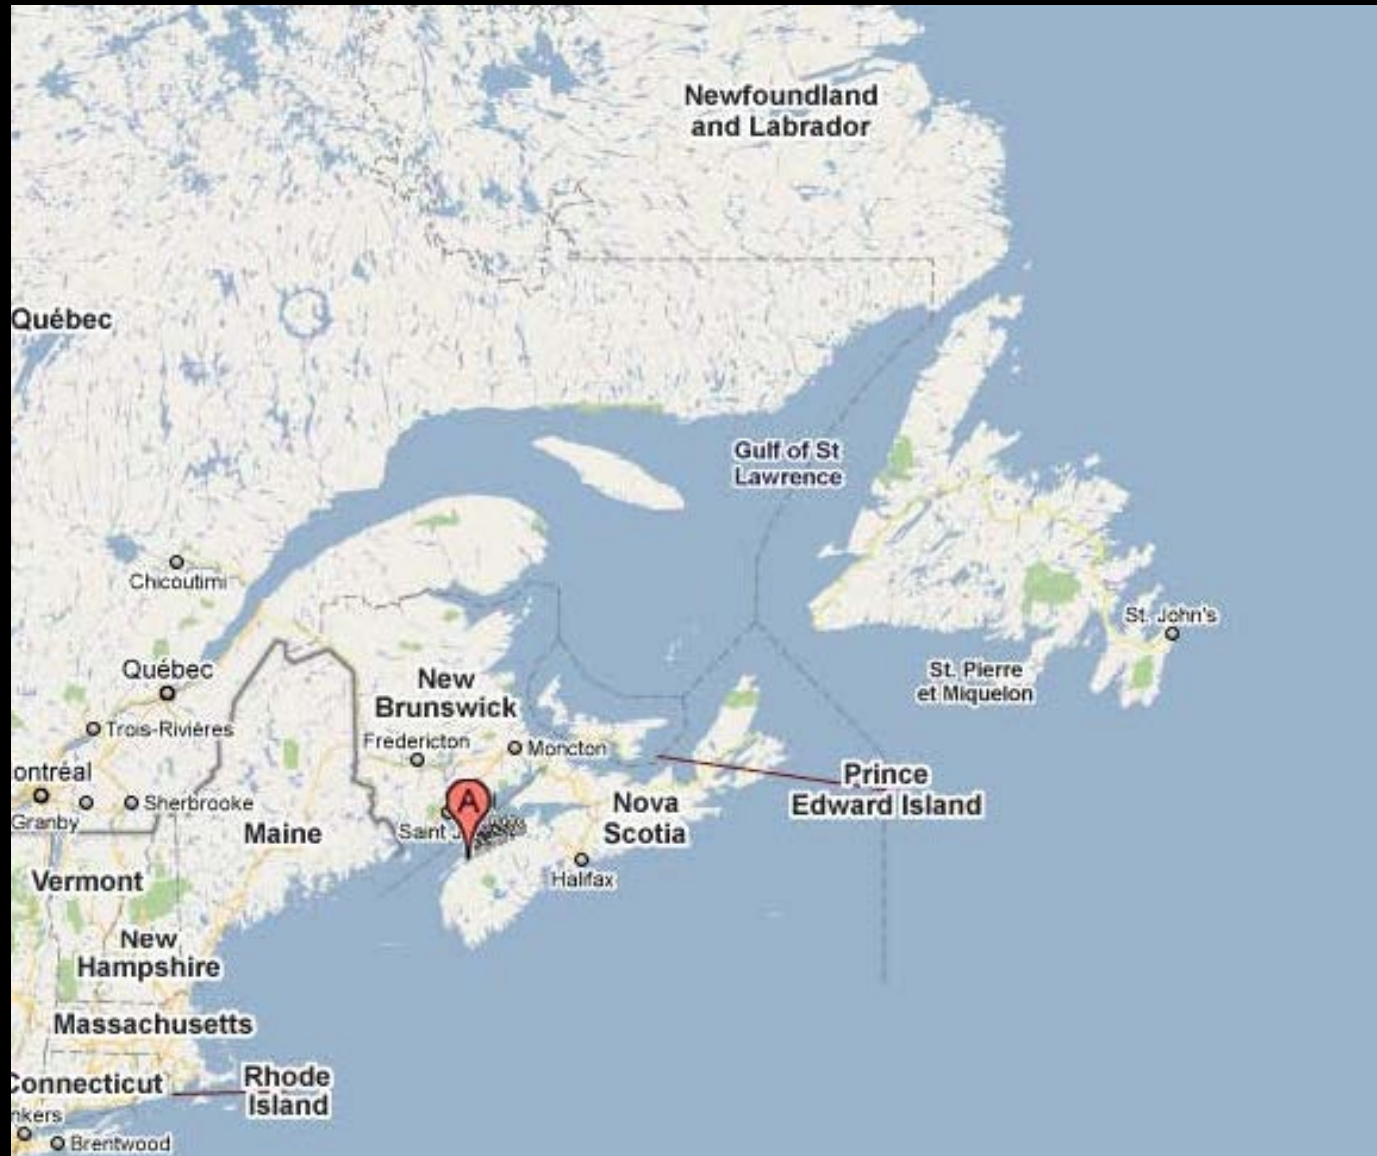 Newfoundland
and Labrador
Québec
Gulf of St
Lawrence
Chicoutimi
St. John's
Québec
St. Pierre
et Miquelon
New
Brunswick
Trois-Rivières
Fredericton
Moncton
ontréal
Prince
Edward Island
A
Sherbrooke
Nova
Scotia
Granby
Maine
Saint J
Halifax
Vermont
New
Hampshire
Massachusetts
Connecticut
Rhode
Island
nkers
Brentwood